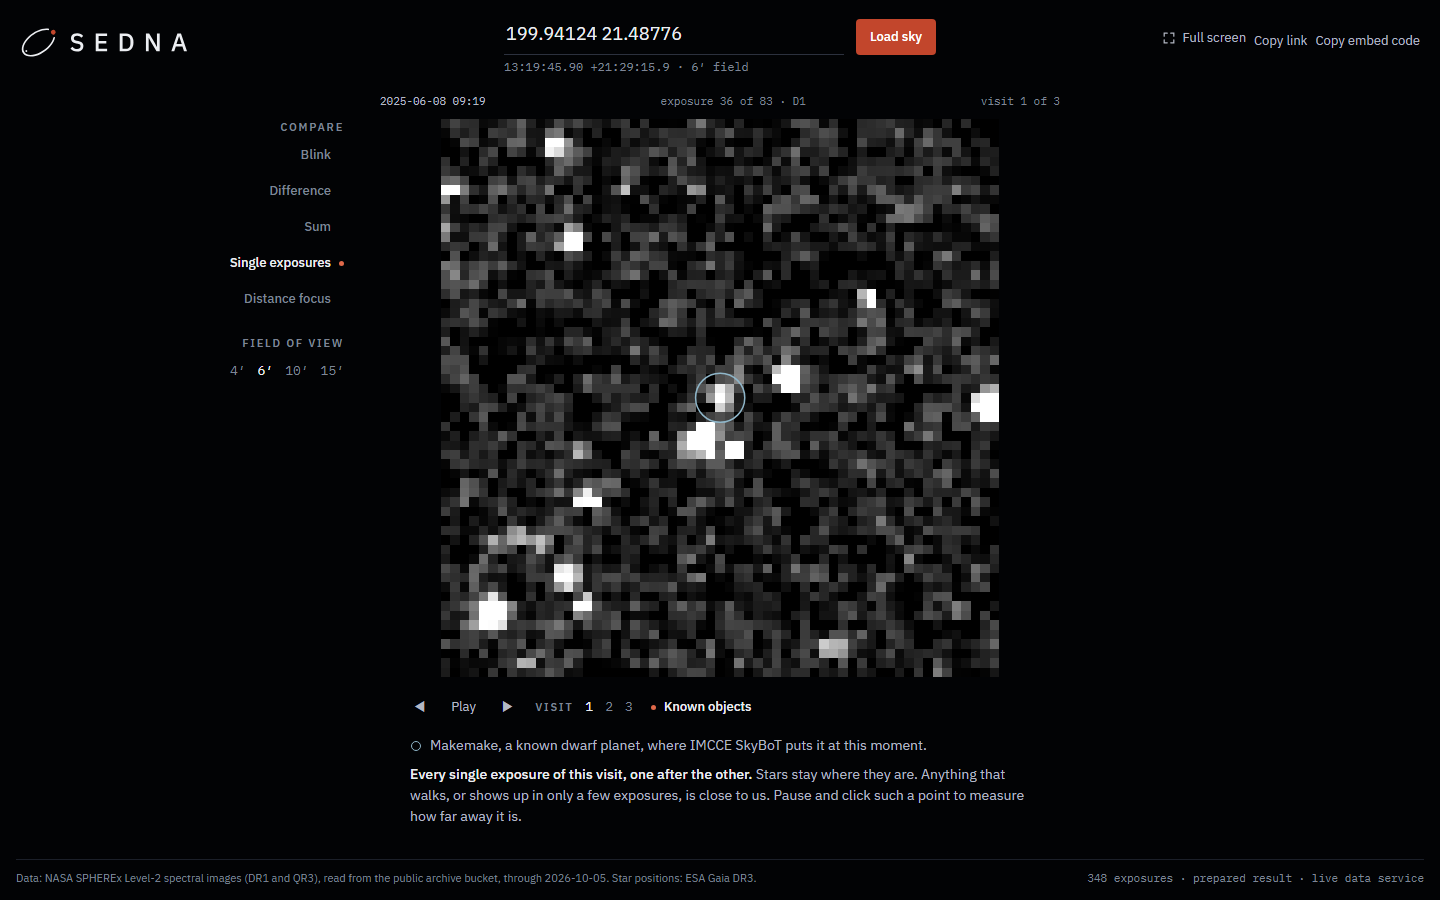 SEDNA
199.94124 21.48776
Load sky
Full screen
Copy link
Copy embed code
13:19:45.90 +21:29:15.9 · 6′ field
2025-06-08 09:19
exposure 36 of 83 · D1
visit 1 of 3
COMPARE
Blink
Difference
Sum
Single exposures
Distance focus
FIELD OF VIEW
4′ 6′ 10′ 15′
Play
VISIT 1 2 3
Known objects
Makemake, a known dwarf planet, where IMCCE SkyBoT puts it at this moment.
Every single exposure of this visit, one after the other. Stars stay where they are. Anything that
walks, or shows up in only a few exposures, is close to us. Pause and click such a point to measure
how far away it is.
Data: NASA SPHEREx Level-2 spectral images (DR1 and QR3), read from the public archive bucket, through 2026-10-05. Star positions: ESA Gaia DR3.
348 exposures · prepared result · live data service